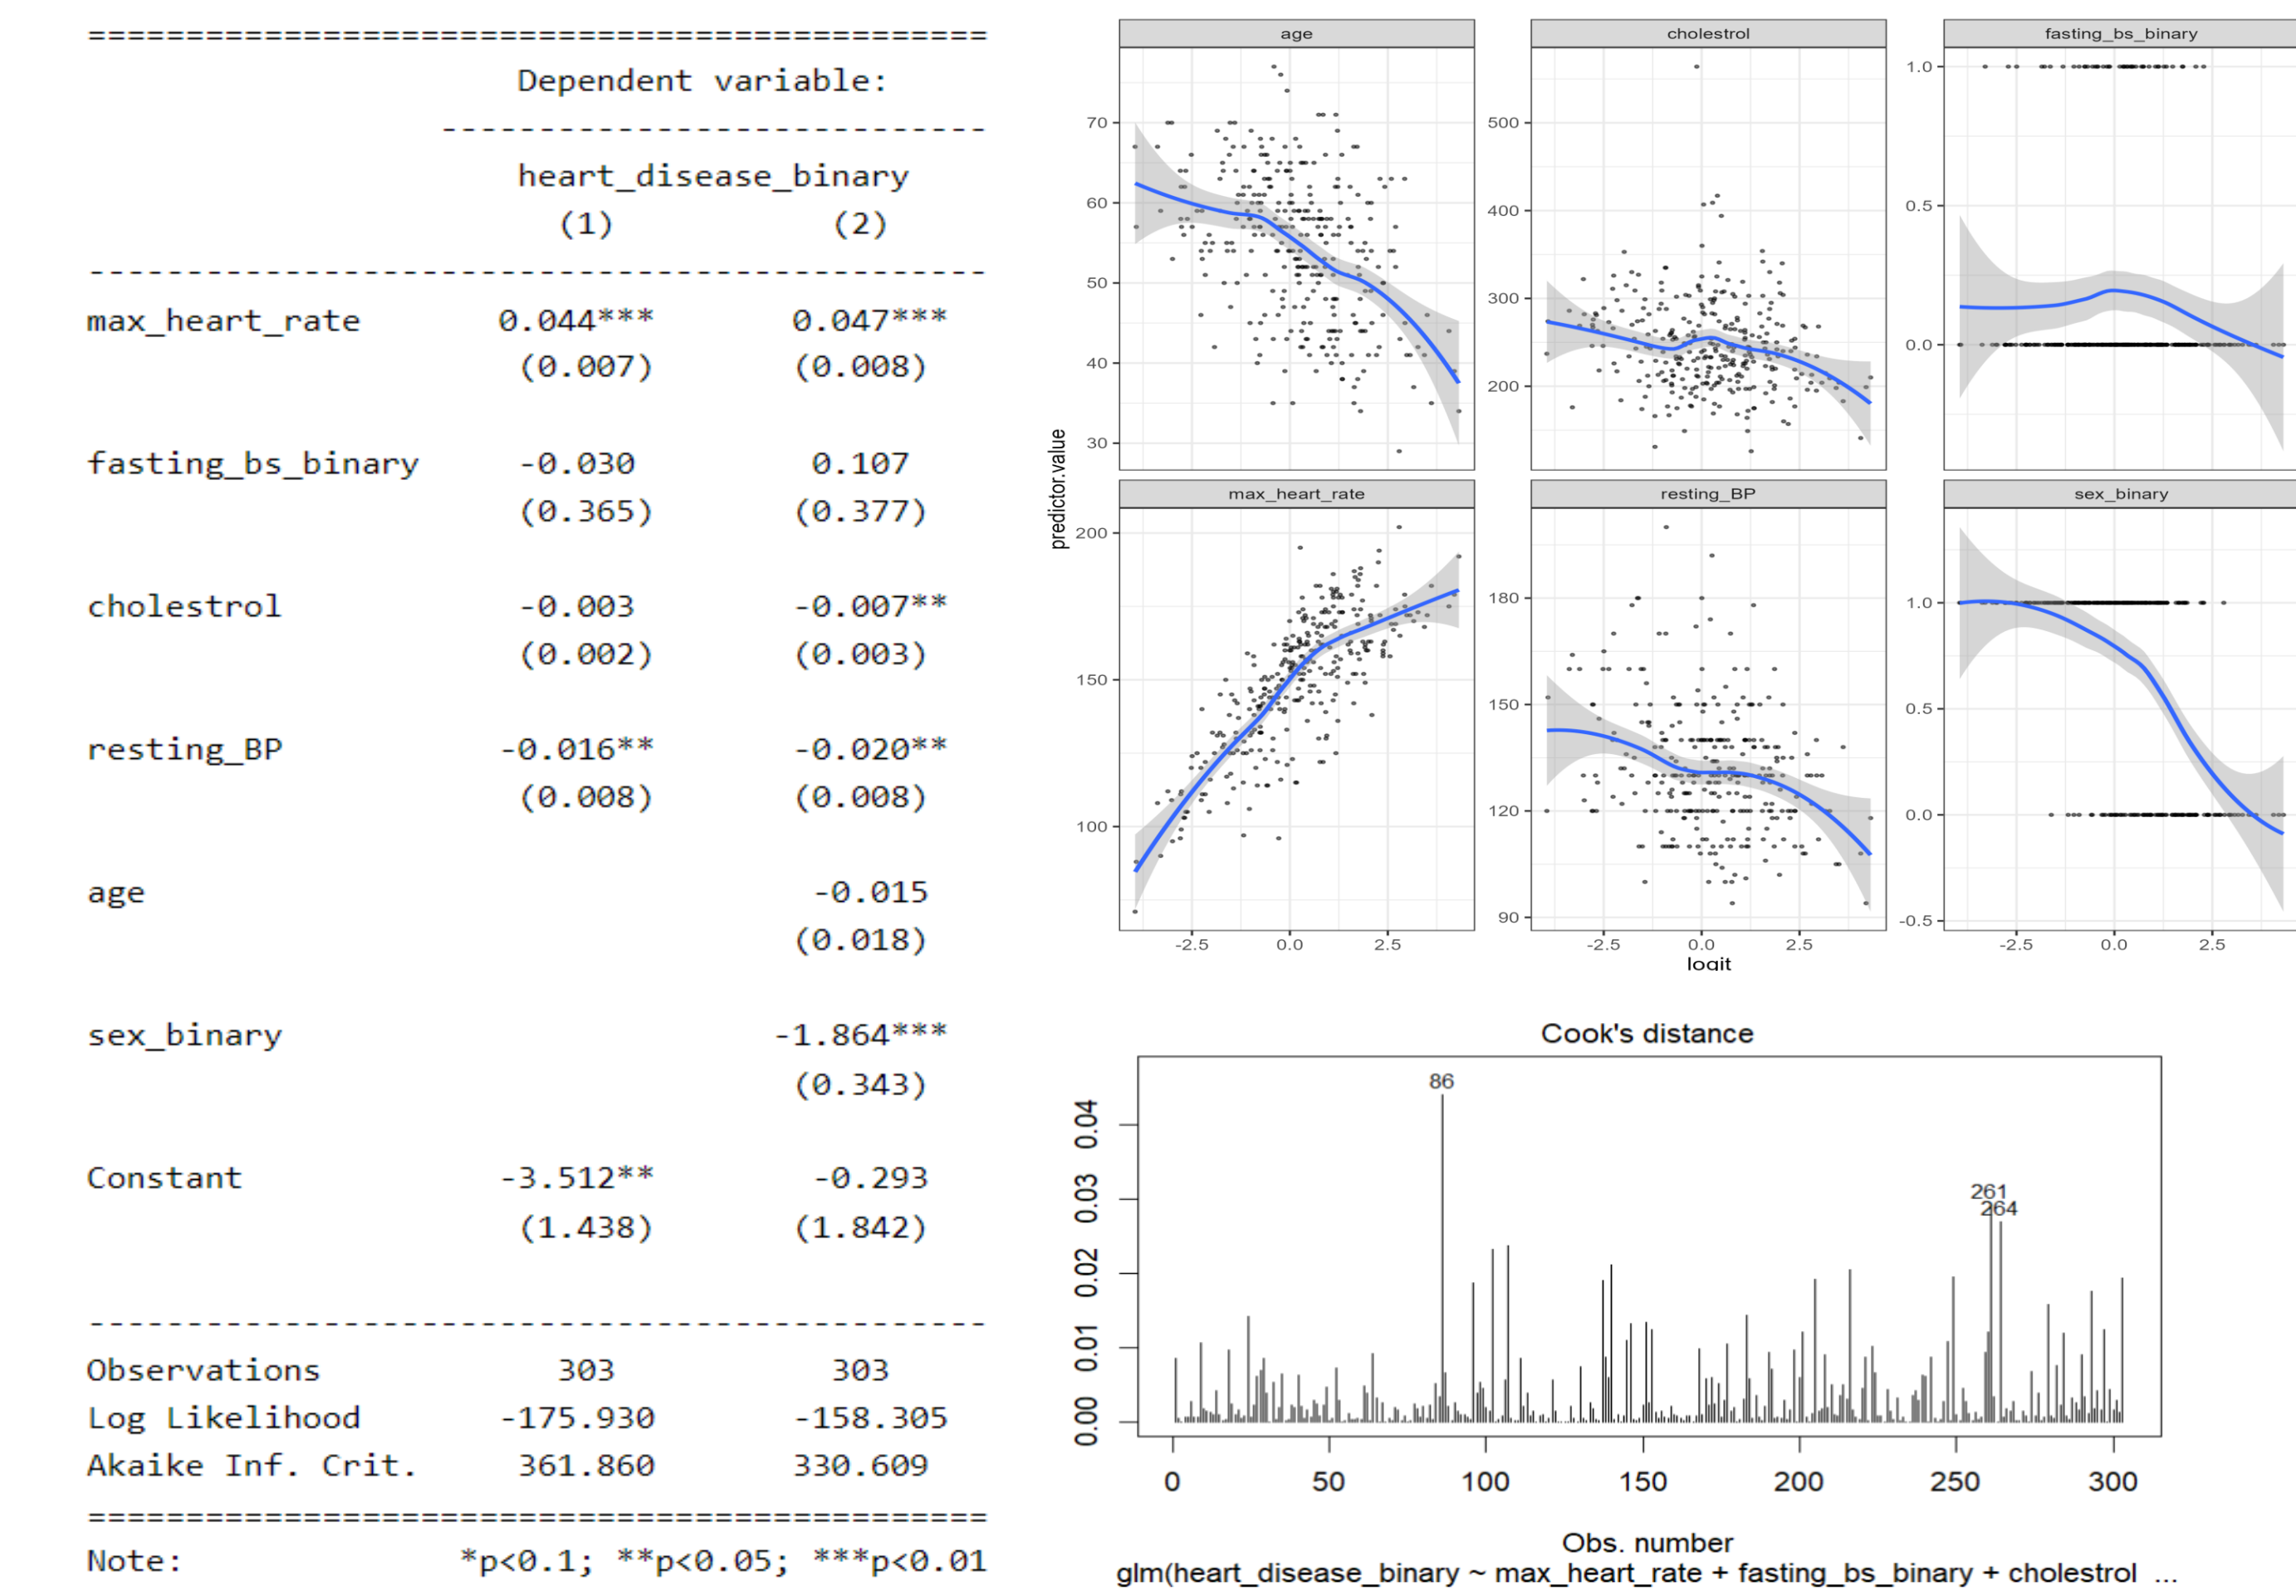 ==============================================
Dependent variable:
----------------------------
heart_disease_binary
(1) (2)
----------------------------------------------
max_heart_rate 0.044*** 0.047***
(0.007) (0.008)
fasting_bs_binary -0.030 0.107
(0.365) (0.377)
cholestrol -0.003 -0.007**
(0.002) (0.003)
resting_BP -0.016** -0.020**
(0.008) (0.008)
age -0.015
(0.018)
sex_binary -1.864***
(0.343)
Constant -3.512** -0.293
(1.438) (1.842)
----------------------------------------------
Observations 303 303
Log Likelihood -175.930 -158.305
Akaike Inf. Crit. 361.860 330.609
==============================================
Note: *p<0.1; **p<0.05; ***p<0.01
age cholestrol fasting_bs_binary
70
60
50
40
30
500
400
300
200
1.0
0.5
0.0
predictor.value
max_heart_rate resting_BP sex_binary
200
150
100
180
150
120
90
1.0
0.5
0.0
-0.5
-2.5 0.0 2.5 -2.5 0.0 2.5 -2.5 0.0 2.5
logit
Cook's distance
86
261
264
0.04
0.03
0.02
0.01
0.00
0 50 100 150 200 250 300
Obs. number
glm(heart_disease_binary ~ max_heart_rate + fasting_bs_binary + cholestrol ...